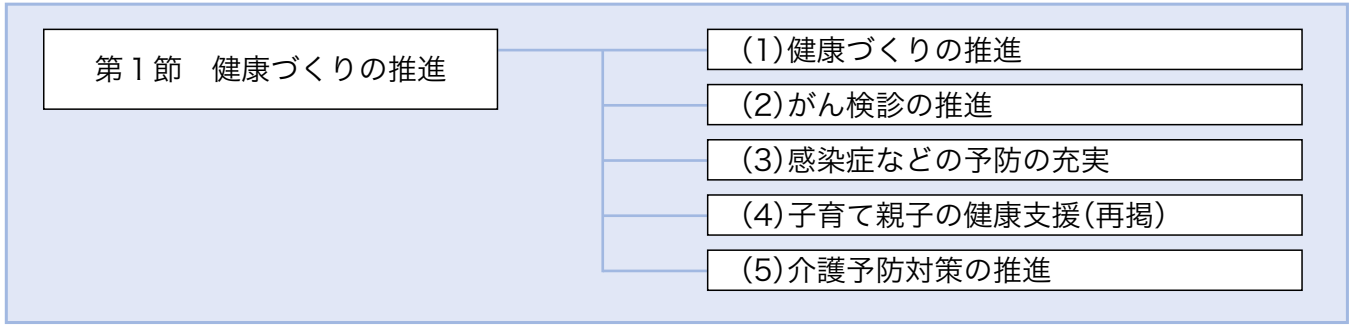 第1節　健康づくりの推進
(1)健康づくりの推進
(2)がん検診の推進
(3)感染症などの予防の充実
(4)子育て親子の健康支援(再掲)
(5)介護予防対策の推進